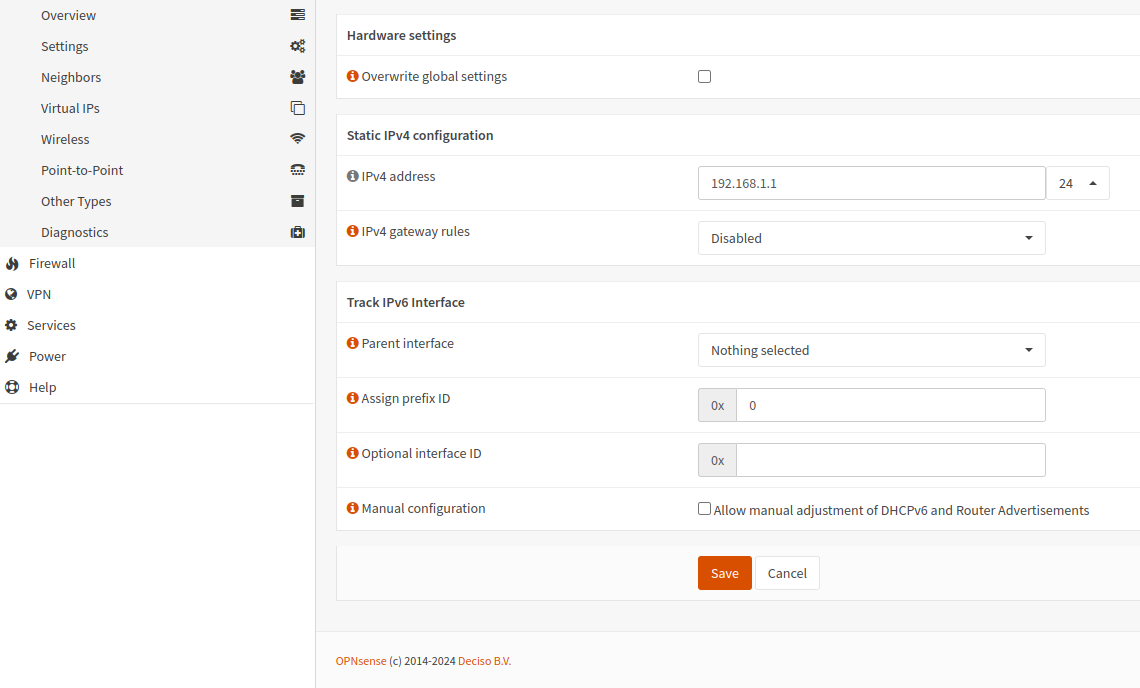 Overview
Settings
Neighbors
Virtual IPs
Wireless
Point-to-Point
Other Types
Diagnostics
Firewall
VPN
Services
Power
Help
Hardware settings
Overwrite global settings
Static IPv4 configuration
IPv4 address
192.168.1.1 24
IPv4 gateway rules
Disabled
Track IPv6 Interface
Parent interface
Nothing selected
Assign prefix ID
0x 0
Optional interface ID
0x
Manual configuration
Allow manual adjustment of DHCPv6 and Router Advertisements
Save Cancel
OPNsense (c) 2014-2024 Deciso B.V.